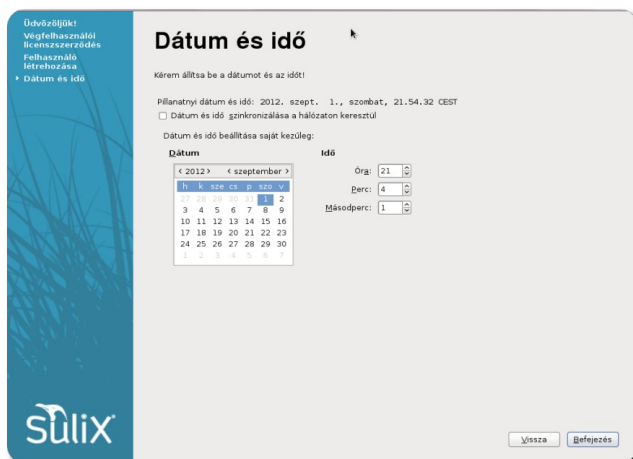 Üdvözöljük!
Végfelhasználói
licenszszerződés
Felhasználó
létrehozása
Dátum és idő
Dátum és idő
Kérem állítsa be a dátumot és az időt!
Pillanatnyi dátum és idő: 2012. szept. 1., szombat, 21.54.32 CEST
Dátum és idő szinkronizálása a hálózaton keresztül
Dátum és idő beállítása saját kezűleg:
Dátum Idő
< 2012 > < szeptember >
h k sze cs p szo v
27 28 29 30 31 1 2
3 4 5 6 7 8 9
10 11 12 13 14 15 16
17 18 19 20 21 22 23
24 25 26 27 28 29 30
1 2 3 4 5 6 7
Óra: 21
Perc: 4
Másodperc: 1
SuliX
Vissza Befejezés